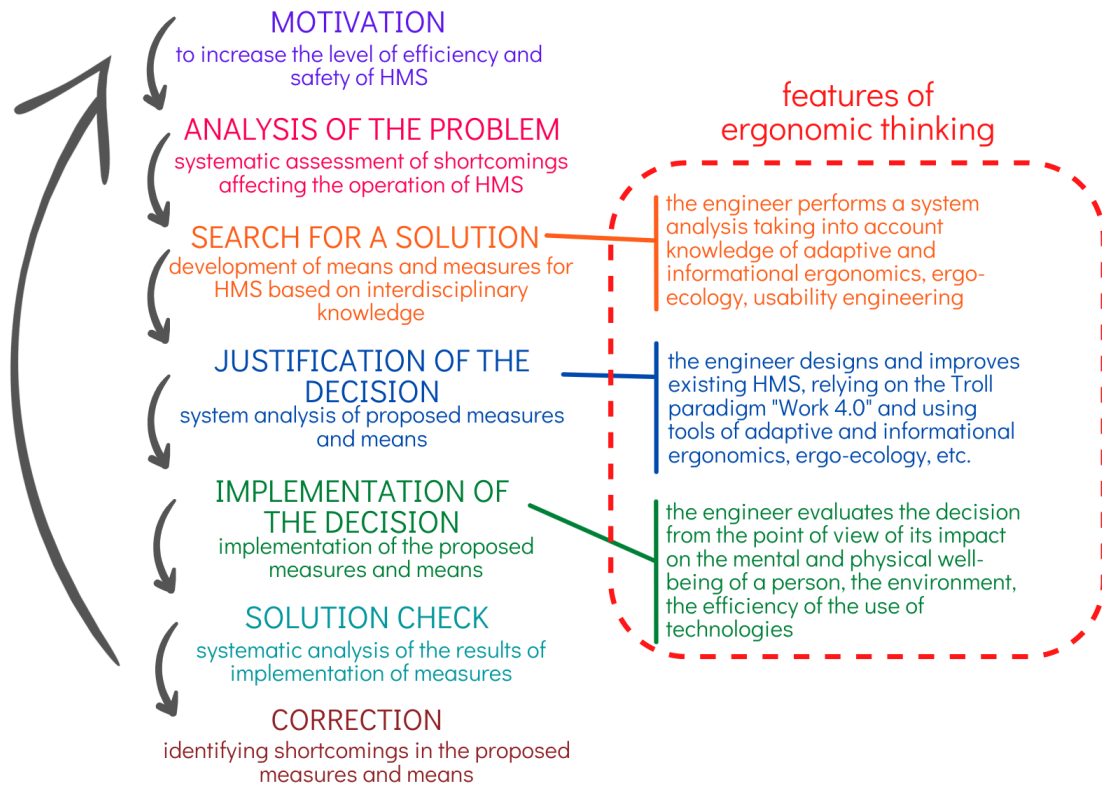 MOTIVATION
to increase the level of efficiency and
safety of HMS
ANALYSIS OF THE PROBLEM
systematic assessment of shortcomings
affecting the operation of HMS
SEARCH FOR A SOLUTION
development of means and measures for
HMS based on interdisciplinary
knowledge
JUSTIFICATION OF THE
DECISION
system analysis of proposed measures
and means
IMPLEMENTATION OF
THE DECISION
implementation of the proposed
measures and means
SOLUTION CHECK
systematic analysis of the results of
implementation of measures
CORRECTION
identifying shortcomings in the proposed
measures and means
features of
ergonomic thinking
the engineer performs a system
analysis taking into account
knowledge of adaptive and
informational ergonomics, ergo-
ecology, usability engineering
the engineer designs and improves
existing HMS, relying on the Troll
paradigm "Work 4.0" and using
tools of adaptive and informational
ergonomics, ergo-ecology, etc.
the engineer evaluates the decision
from the point of view of its impact
on the mental and physical well-
being of a person, the environment,
the efficiency of the use of
technologies